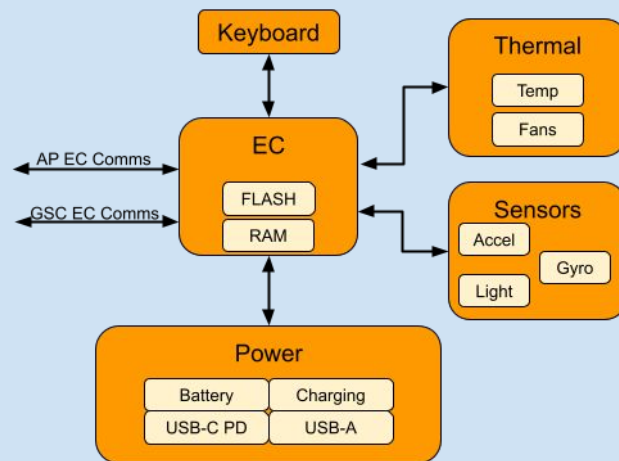 Keyboard
Thermal
Temp
Fans
EC
FLASH
RAM
AP EC Comms
GSC EC Comms
Sensors
Accel
Gyro
Light
Power
Battery
Charging
USB-C PD
USB-A